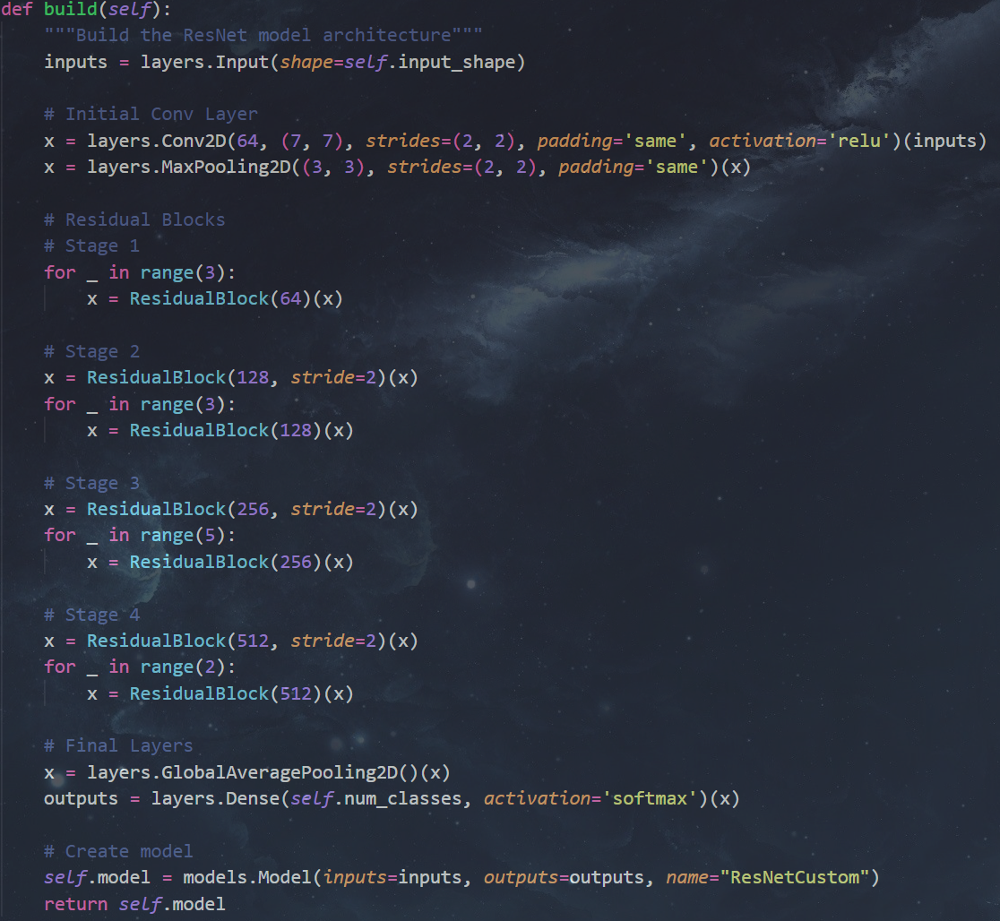 def build(self):
    """Build the ResNet model architecture"""
    inputs = layers.Input(shape=self.input_shape)

    # Initial Conv Layer
    x = layers.Conv2D(64, (7, 7), strides=(2, 2), padding='same', activation='relu')(inputs)
    x = layers.MaxPooling2D((3, 3), strides=(2, 2), padding='same')(x)

    # Residual Blocks
    # Stage 1
    for _ in range(3):
        x = ResidualBlock(64)(x)

    # Stage 2
    x = ResidualBlock(128, stride=2)(x)
    for _ in range(3):
        x = ResidualBlock(128)(x)

    # Stage 3
    x = ResidualBlock(256, stride=2)(x)
    for _ in range(5):
        x = ResidualBlock(256)(x)

    # Stage 4
    x = ResidualBlock(512, stride=2)(x)
    for _ in range(2):
        x = ResidualBlock(512)(x)

    # Final Layers
    x = layers.GlobalAveragePooling2D()(x)
    outputs = layers.Dense(self.num_classes, activation='softmax')(x)

    # Create model
    self.model = models.Model(inputs=inputs, outputs=outputs, name="ResNetCustom")
    return self.model